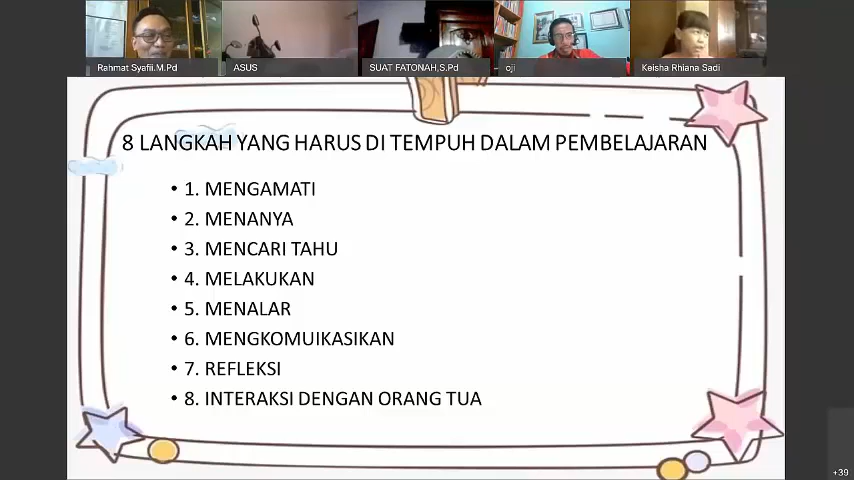 Rahmat Syafii.M.Pd
ASUS
SUAT FATONAH,S.Pd
oji
Keisha Rhiana Sadi
8 LANGKAH YANG HARUS DI TEMPUH DALAM PEMBELAJARAN
• 1. MENGAMATI
• 2. MENANYA
• 3. MENCARI TAHU
• 4. MELAKUKAN
• 5. MENALAR
• 6. MENGKOMUIKASIKAN
• 7. REFLEKSI
• 8. INTERAKSI DENGAN ORANG TUA
+39